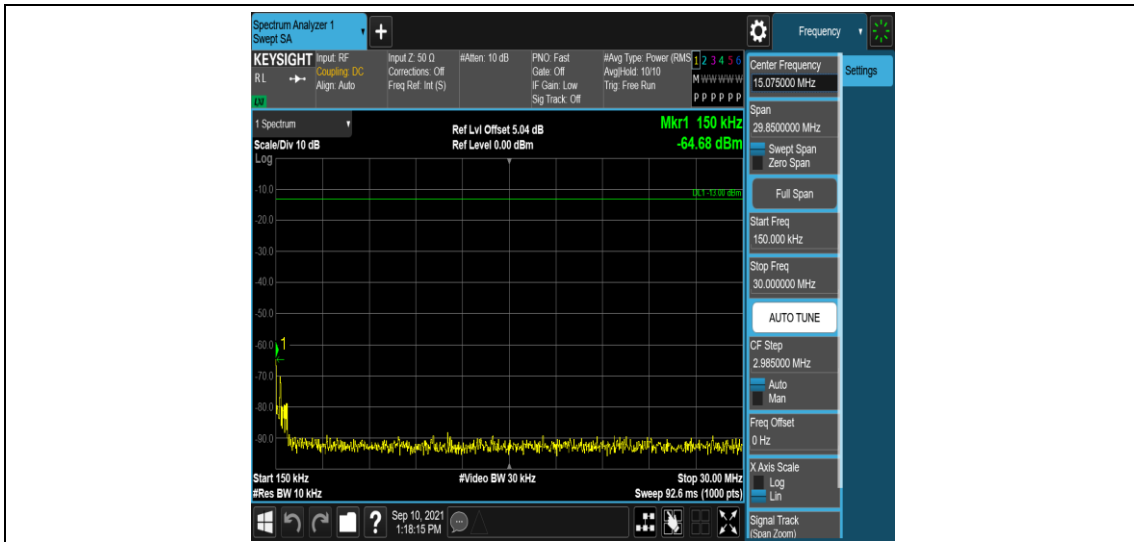 Spectrum Analyzer 1
Swept SA
+
Frequency
KEYSIGHT
RL
LXI
Input: RF
Coupling: DC
Align: Auto
Input Z: 50 Ω
Corrections: Off
Freq Ref: Int (S)
#Atten: 10 dB
PNO: Fast
Gate: Off
IF Gain: Low
Sig Track: Off
#Avg Type: Power (RMS
Avg|Hold: 10/10
Trig: Free Run
1 2 3 4 5 6
M W W W W W
P P P P P P
1 Spectrum
Scale/Div 10 dB
Log
Ref Lvl Offset 5.04 dB
Ref Level 0.00 dBm
Mkr1 150 kHz
-64.68 dBm
DL1 -13.00 dBm
-10.0
-20.0
-30.0
-40.0
-50.0
-60.0
1
-70.0
-80.0
-90.0
Start 150 kHz
#Res BW 10 kHz
#Video BW 30 kHz
Stop 30.00 MHz
Sweep 92.6 ms (1000 pts)
Sep 10, 2021
1:18:15 PM
?
Center Frequency
15.075000 MHz
Settings
Span
29.8500000 MHz
Swept Span
Zero Span
Full Span
Start Freq
150.000 kHz
Stop Freq
30.000000 MHz
AUTO TUNE
CF Step
2.985000 MHz
Auto
Man
Freq Offset
0 Hz
X Axis Scale
Log
Lin
Signal Track
(Span Zoom)